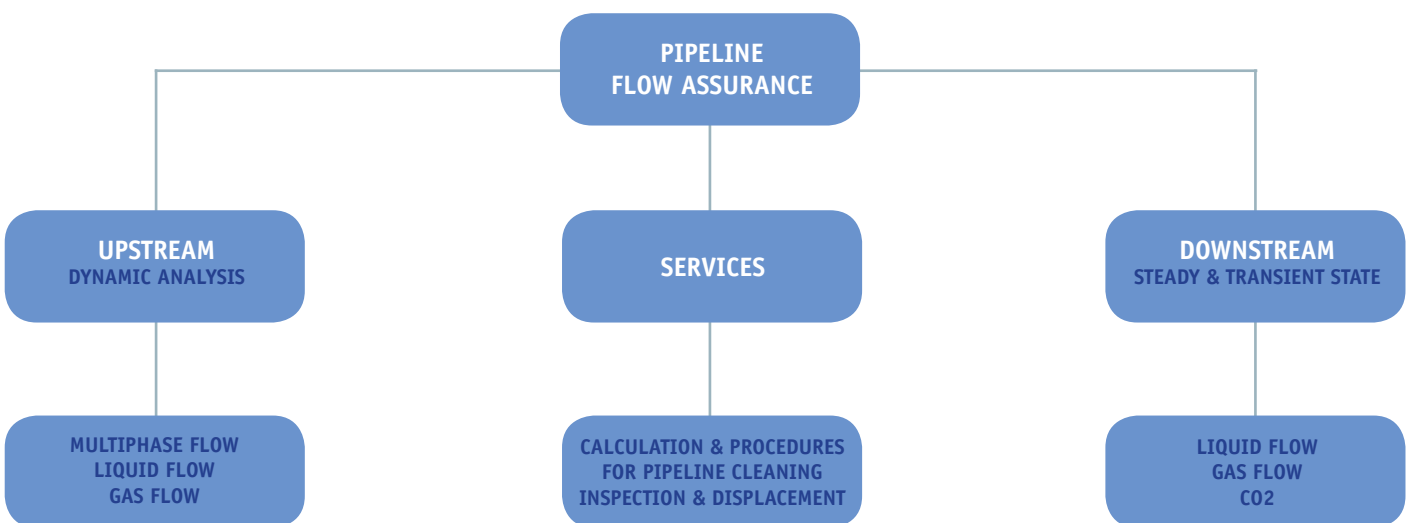 PIPELINE
FLOW ASSURANCE
UPSTREAM
DYNAMIC ANALYSIS
SERVICES
DOWNSTREAM
STEADY & TRANSIENT STATE
MULTIPHASE FLOW
LIQUID FLOW
GAS FLOW
CALCULATION & PROCEDURES
FOR PIPELINE CLEANING
INSPECTION & DISPLACEMENT
LIQUID FLOW
GAS FLOW
CO2